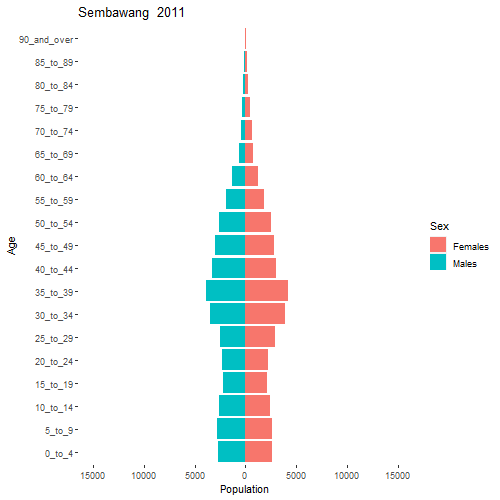 Sembawang  2011
90_and_over
85_to_89
80_to_84
75_to_79
70_to_74
65_to_69
60_to_64
55_to_59
50_to_54
45_to_49
40_to_44
35_to_39
30_to_34
25_to_29
20_to_24
15_to_19
10_to_14
5_to_9
0_to_4
Age
15000 10000 5000 0 5000 10000 15000
Population
Sex
Females
Males